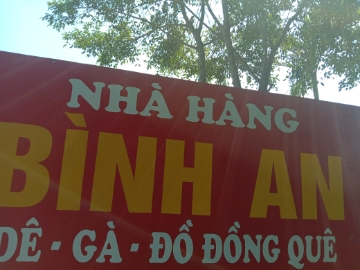 NHÀ HÀNG
BÌNH AN
DÊ - GÀ - ĐỒ ĐỒNG QUÊ